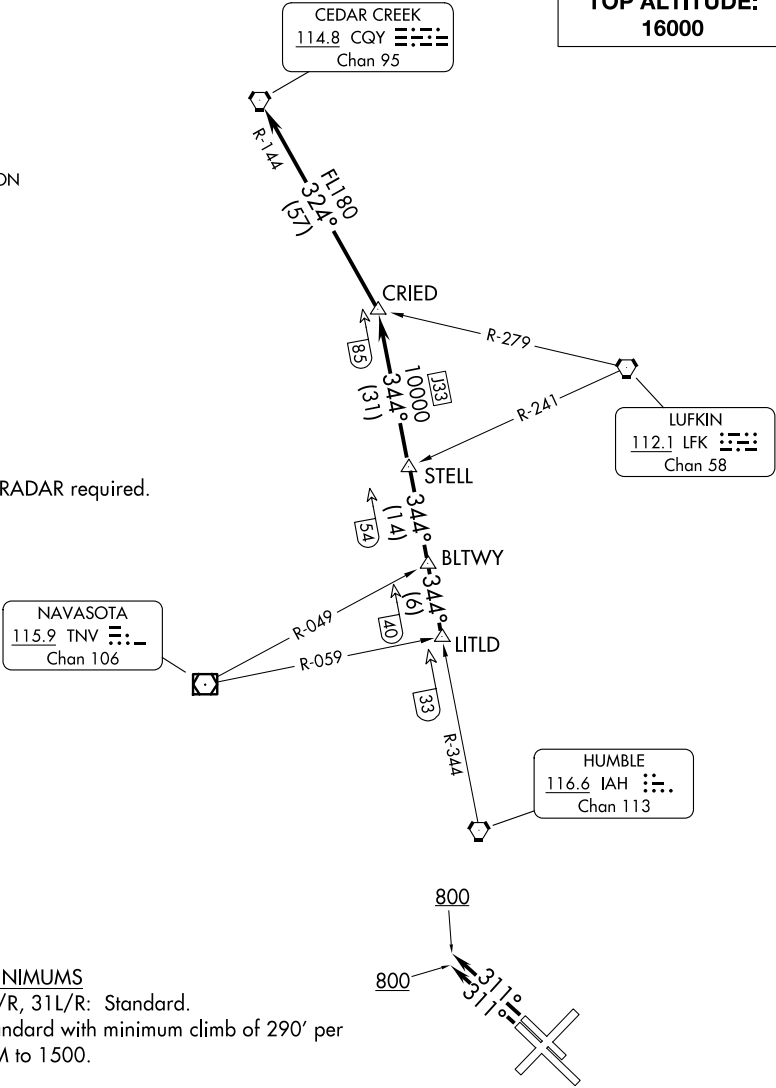 TOP ALTITUDE:
16000
CEDAR CREEK
114.8 CQY
Chan 95
ON
R-144
FL180
324°
(57)
CRIED
R-279
85
10000
J33
344°
(31)
R-241
LUFKIN
112.1 LFK
Chan 58
STELL
RADAR required.
54
344°
(14)
BLTWY
NAVASOTA
115.9 TNV
Chan 106
R-049
40
344°
(6)
R-059
LITLD
33
R-344
HUMBLE
116.6 IAH
Chan 113
800
800
311°
311°
NIMUMS
/R, 31L/R: Standard.
ndard with minimum climb of 290' per
M to 1500.